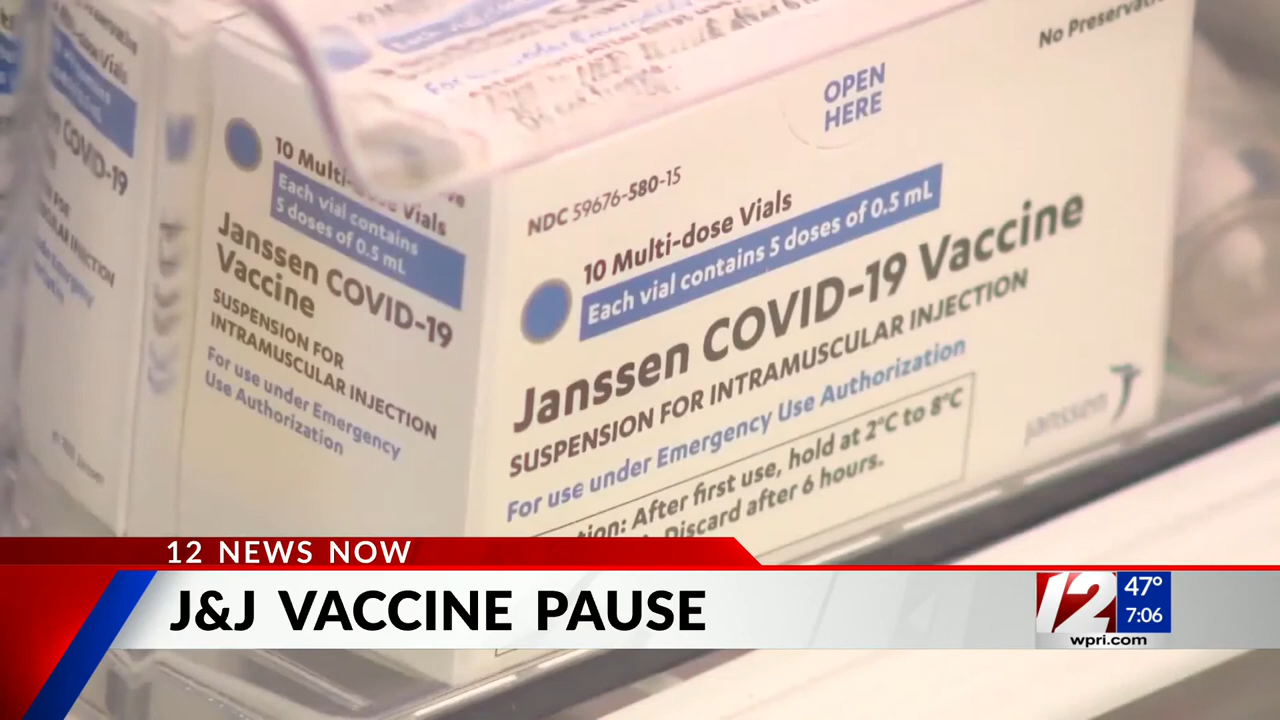 No Preservati
OPEN
HERE
NDC 59676-580-15
10 Multi-dose Vials
Each vial contains 5 doses of 0.5 mL
Janssen COVID-19 Vaccine
SUSPENSION FOR INTRAMUSCULAR INJECTION
For use under Emergency Use Authorization
tion: After first use, hold at 2°C to 8°C
Discard after 6 hours.
janssen
10 Multi-dose Vials
Each vial contains
5 doses of 0.5 mL
Janssen COVID-19
Vaccine
SUSPENSION FOR
INTRAMUSCULAR INJECTION
For use under Emergency
Use Authorization
COVID-19
12 NEWS NOW
J&J VACCINE PAUSE
12
47°
7:06
wpri.com